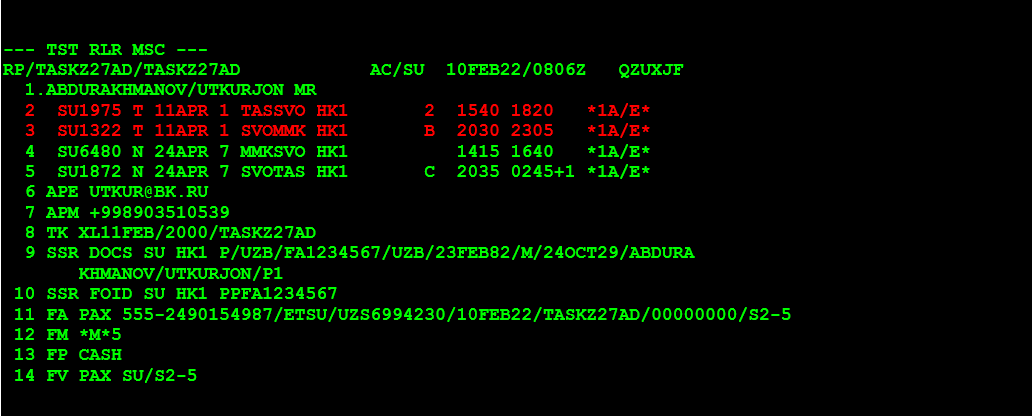 --- TST RLR MSC ---
RP/TASKZ27AD/TASKZ27AD            AC/SU  10FEB22/0806Z   QZUXJF
  1.ABDURAKHMANOV/UTKURJON MR
  2  SU1975 T 11APR 1 TASSVO HK1       2  1540 1820   *1A/E*
  3  SU1322 T 11APR 1 SVOMMK HK1       B  2030 2305   *1A/E*
  4  SU6480 N 24APR 7 MMKSVO HK1          1415 1640   *1A/E*
  5  SU1872 N 24APR 7 SVOTAS HK1       C  2035 0245+1 *1A/E*
  6 APE UTKUR@BK.RU
  7 APM +998903510539
  8 TK XL11FEB/2000/TASKZ27AD
  9 SSR DOCS SU HK1 P/UZB/FA1234567/UZB/23FEB82/M/24OCT29/ABDURA
       KHMANOV/UTKURJON/P1
 10 SSR FOID SU HK1 PPFA1234567
 11 FA PAX 555-2490154987/ETSU/UZS6994230/10FEB22/TASKZ27AD/00000000/S2-5
 12 FM *M*5
 13 FP CASH
 14 FV PAX SU/S2-5